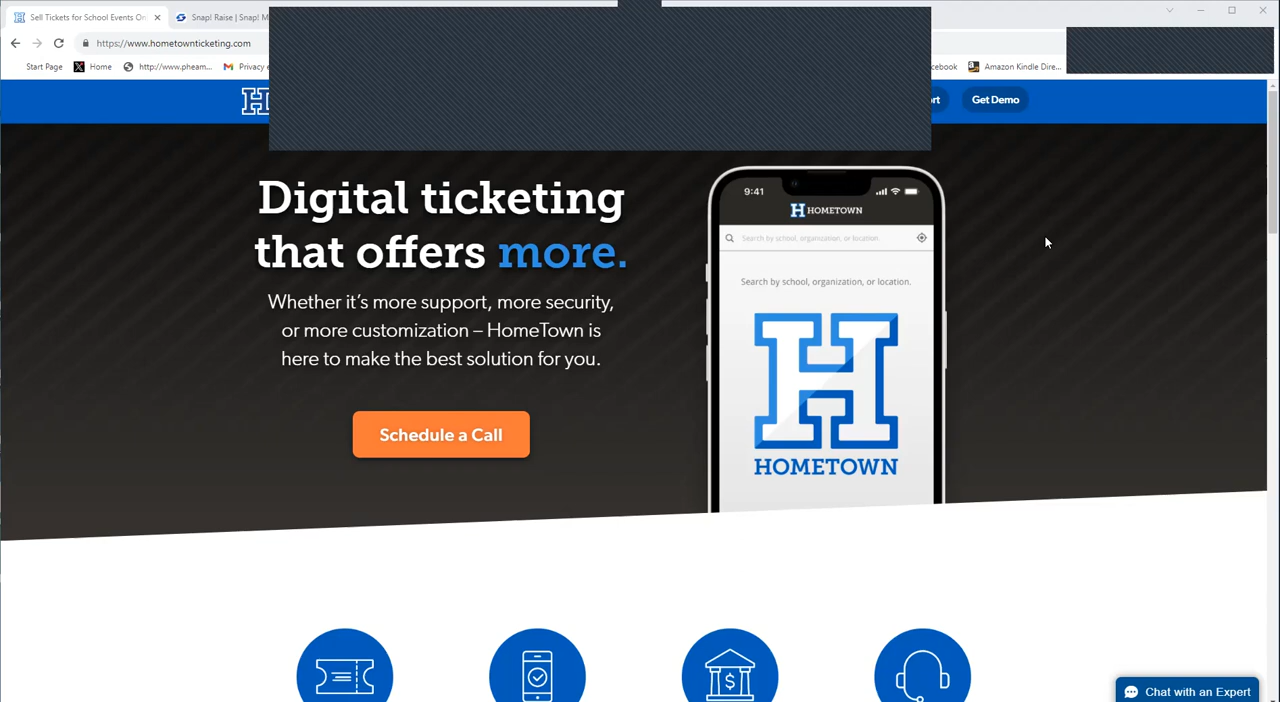 Sell Tickets for School Events On
Snap! Raise | Snap! M
https://www.hometownticketing.com
Start Page
Home
http://www.pheam...
Privacy
cebook
Amazon Kindle Dire...
H
rt
Get Demo
Digital ticketing
that offers more.
Whether it's more support, more security,
or more customization – HomeTown is
here to make the best solution for you.
Schedule a Call
9:41
H HOMETOWN
Search by school, organization, or location.
Search by school, organization, or location.
H
HOMETOWN
$
Chat with an Expert